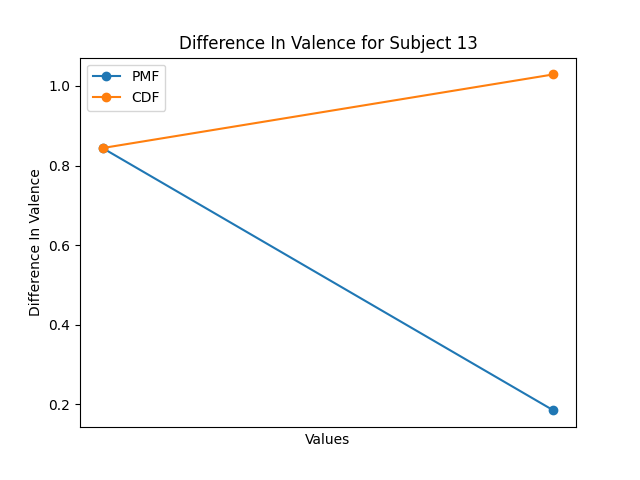 Difference In Valence for Subject 13
PMF
CDF
1.0
0.8
0.6
0.4
0.2
Difference In Valence
Values